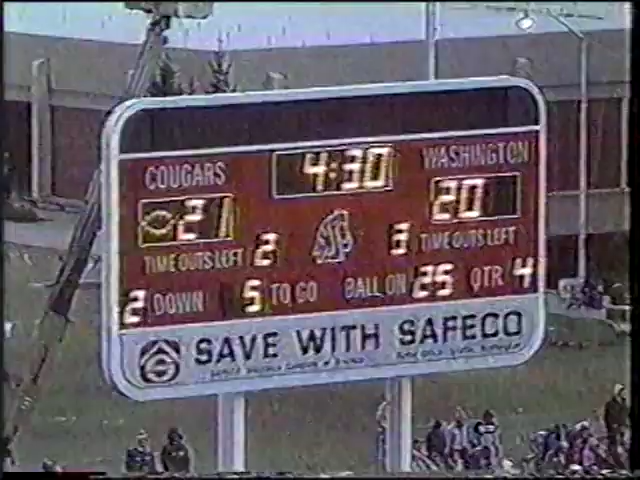 COUGARS 4:30 WASHINGTON
21 20
TIME OUTS LEFT 2 3 TIME OUTS LEFT
2 DOWN 5 TO GO BALL ON 25 QTR 4
SAVE WITH SAFECO